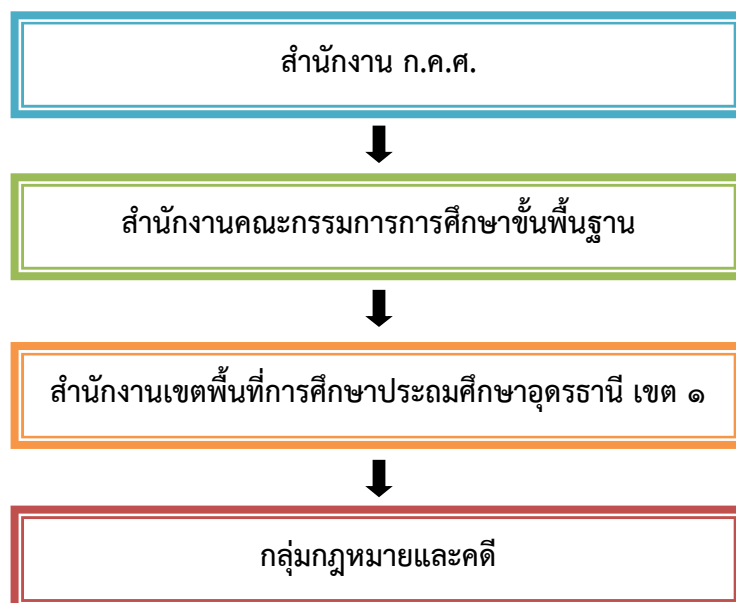 สำนักงาน ก.ค.ศ.
สำนักงานคณะกรรมการการศึกษาขั้นพื้นฐาน
สำนักงานเขตพื้นที่การศึกษาประถมศึกษาอุดรธานี เขต ๑
กลุ่มกฎหมายและคดี